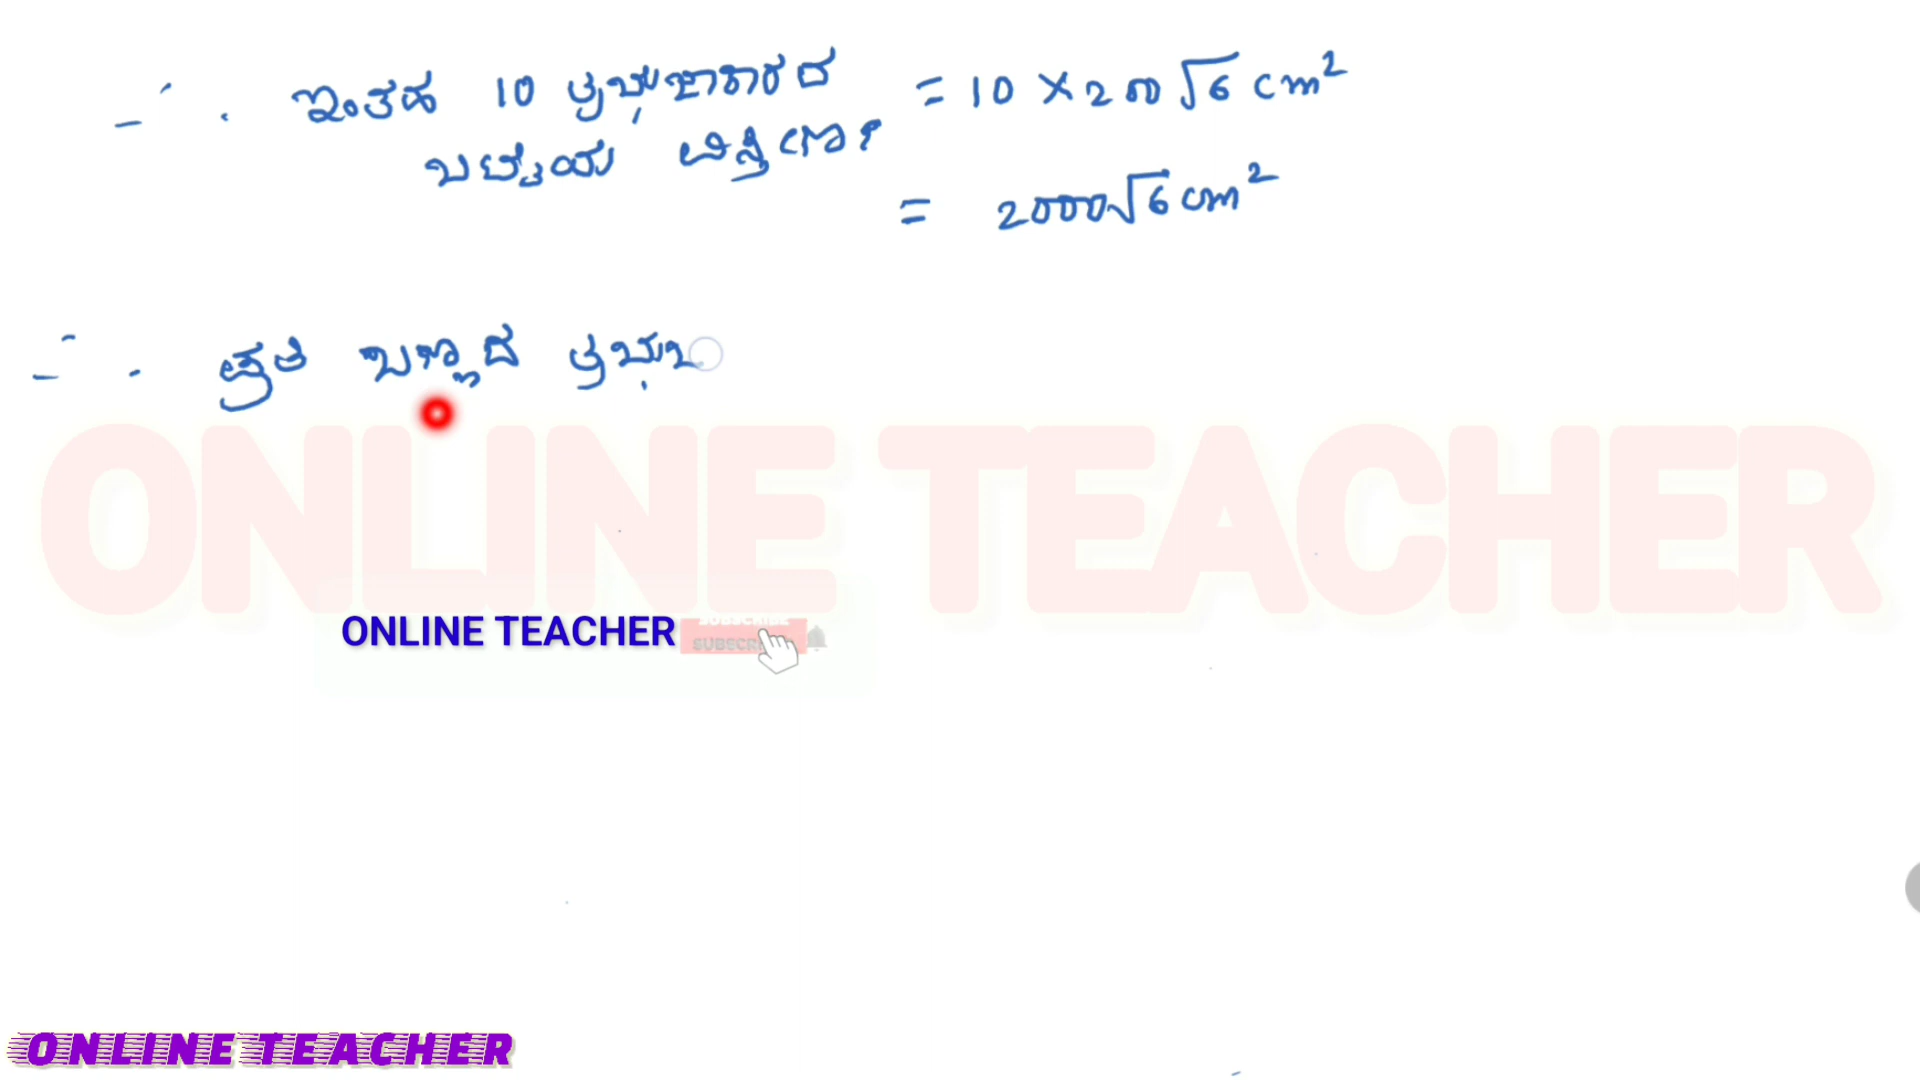 ∴ ಇಂತಹ 10 ತ್ರಿಭುಜಾಕಾರದ = 10 × 200√6 cm²
ಬಟ್ಟೆಯ ವಿಸ್ತೀರ್ಣ
= 2000√6 cm²
∴ ಪ್ರತಿ ಬಣ್ಣದ ತ್ರಿಭುಜ
ONLINE TEACHER
ONLINE TEACHER
ONLINE TEACHER